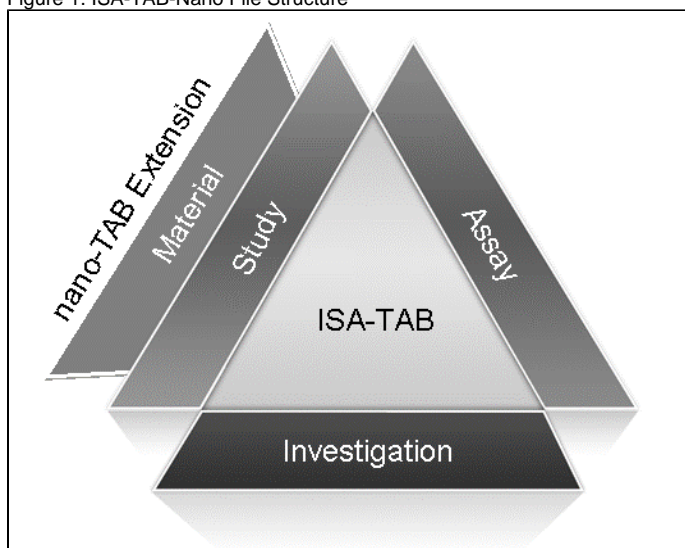 Figure 1. ISA-TAB-Nano File Structure
nano-TAB Extension
Material
Study
Assay
ISA-TAB
Investigation